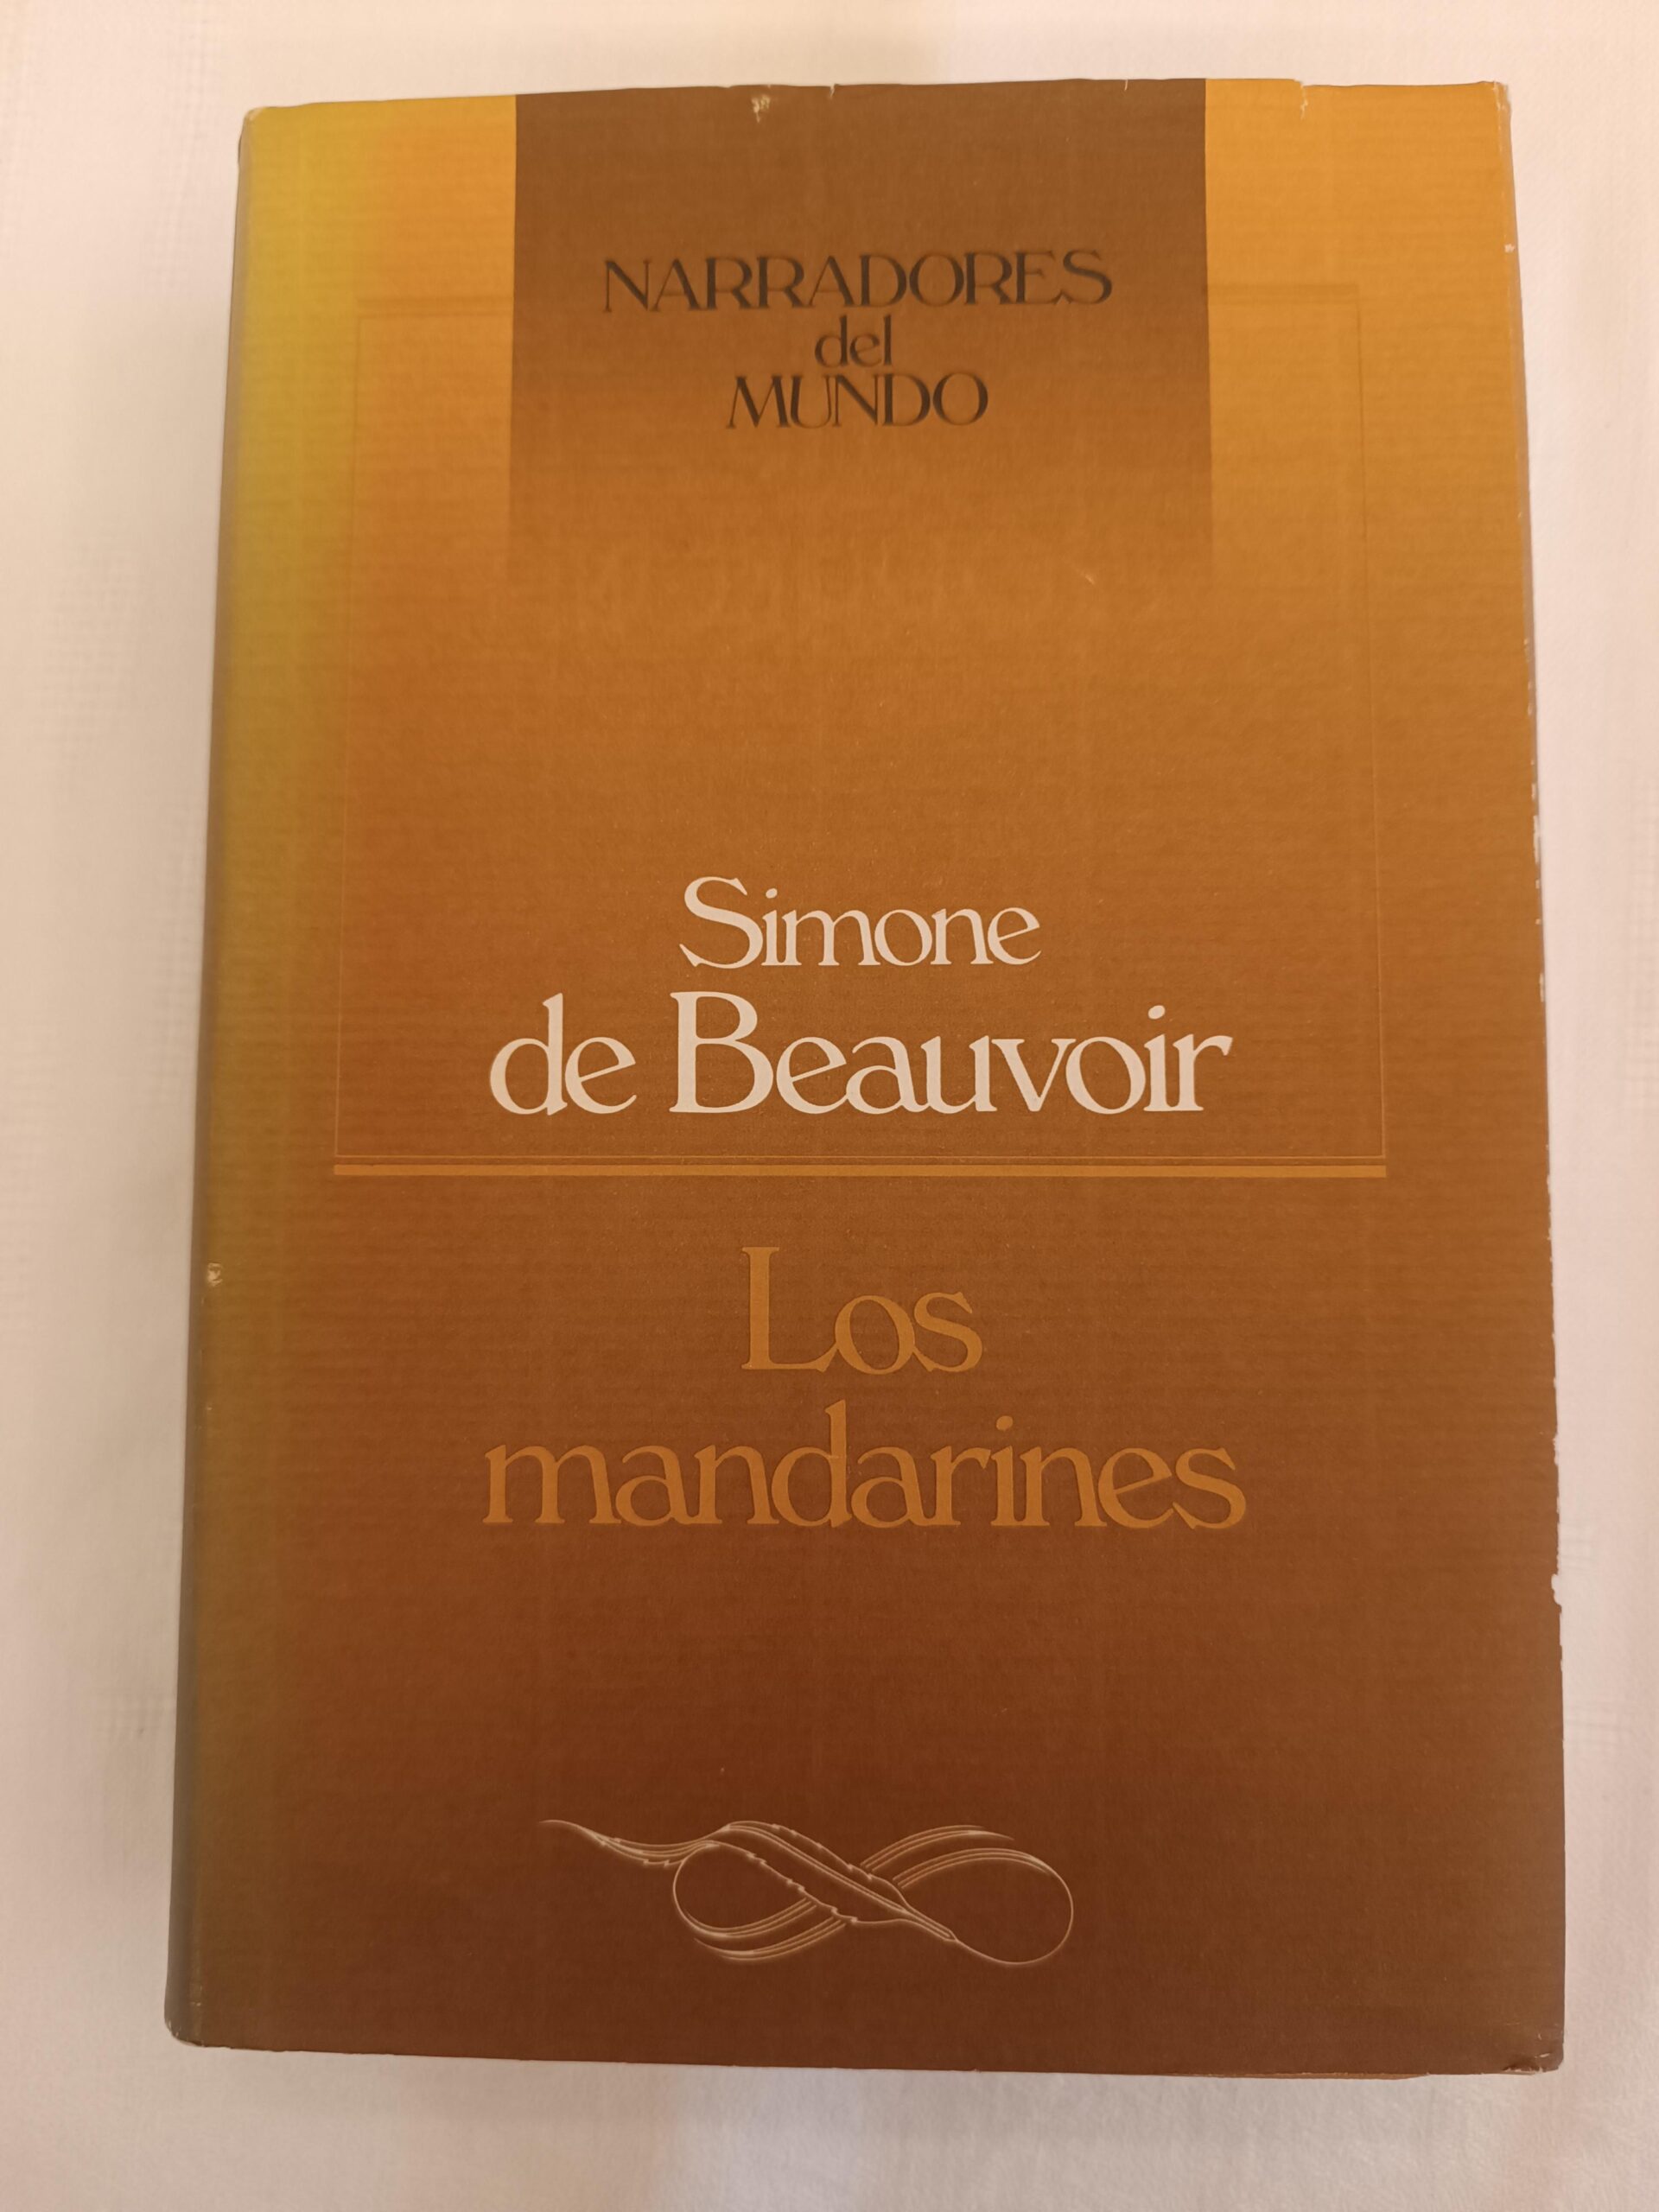 NARRADORES
del
MUNDO
Simone
de Beauvoir
Los
mandarines